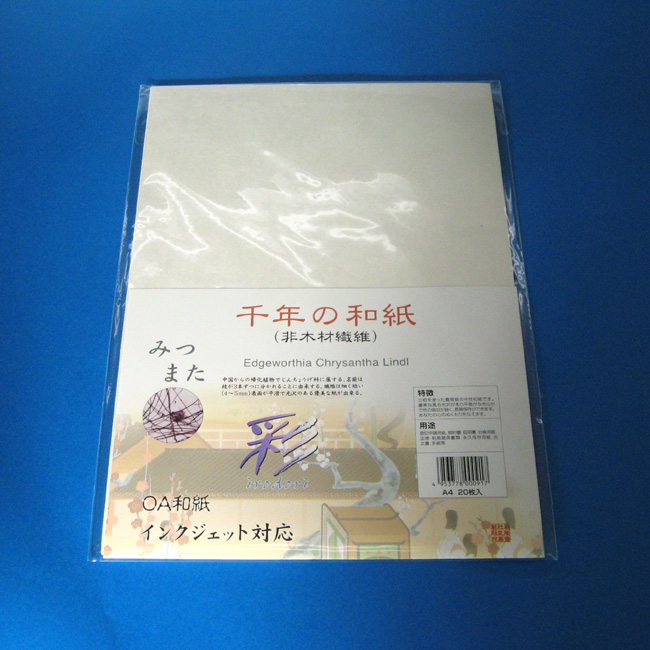 千年の和紙
(非木材繊維)
みつ
また
Edgeworthia Chrysantha Lindl
中国からの帰化植物でじんちょうげ科に属する。名前は
枝が3本ずつに分かれることに由来する。繊維は細く短い
(4〜5mm)表面が平滑で光沢のある優美な紙が出来る。
特徴
用途
彩
irodori
4 953778 000917
A4 20枚入
OA和紙
インクジェット対応